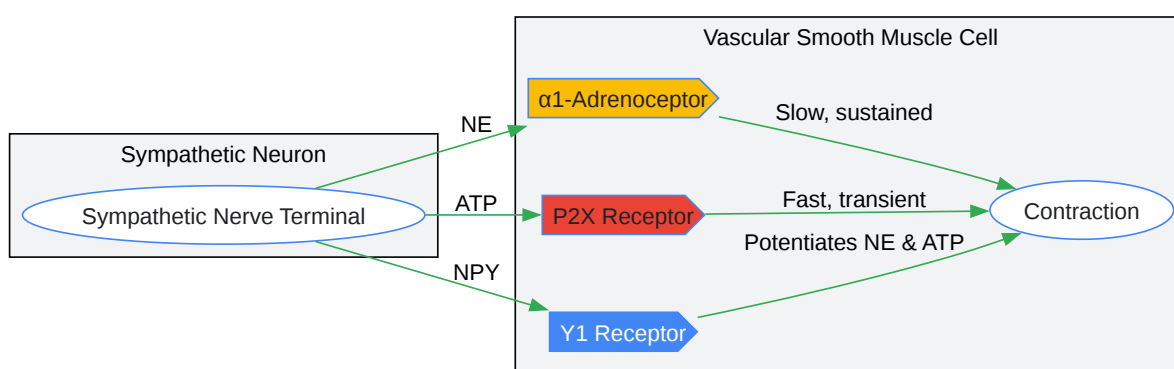 Vascular Smooth Muscle Cell
α1-Adrenoceptor
Slow, sustained
NE
Sympathetic Neuron
Sympathetic Nerve Terminal
ATP
P2X Receptor
Fast, transient
Contraction
Potentiates NE & ATP
NPY
Y1 Receptor